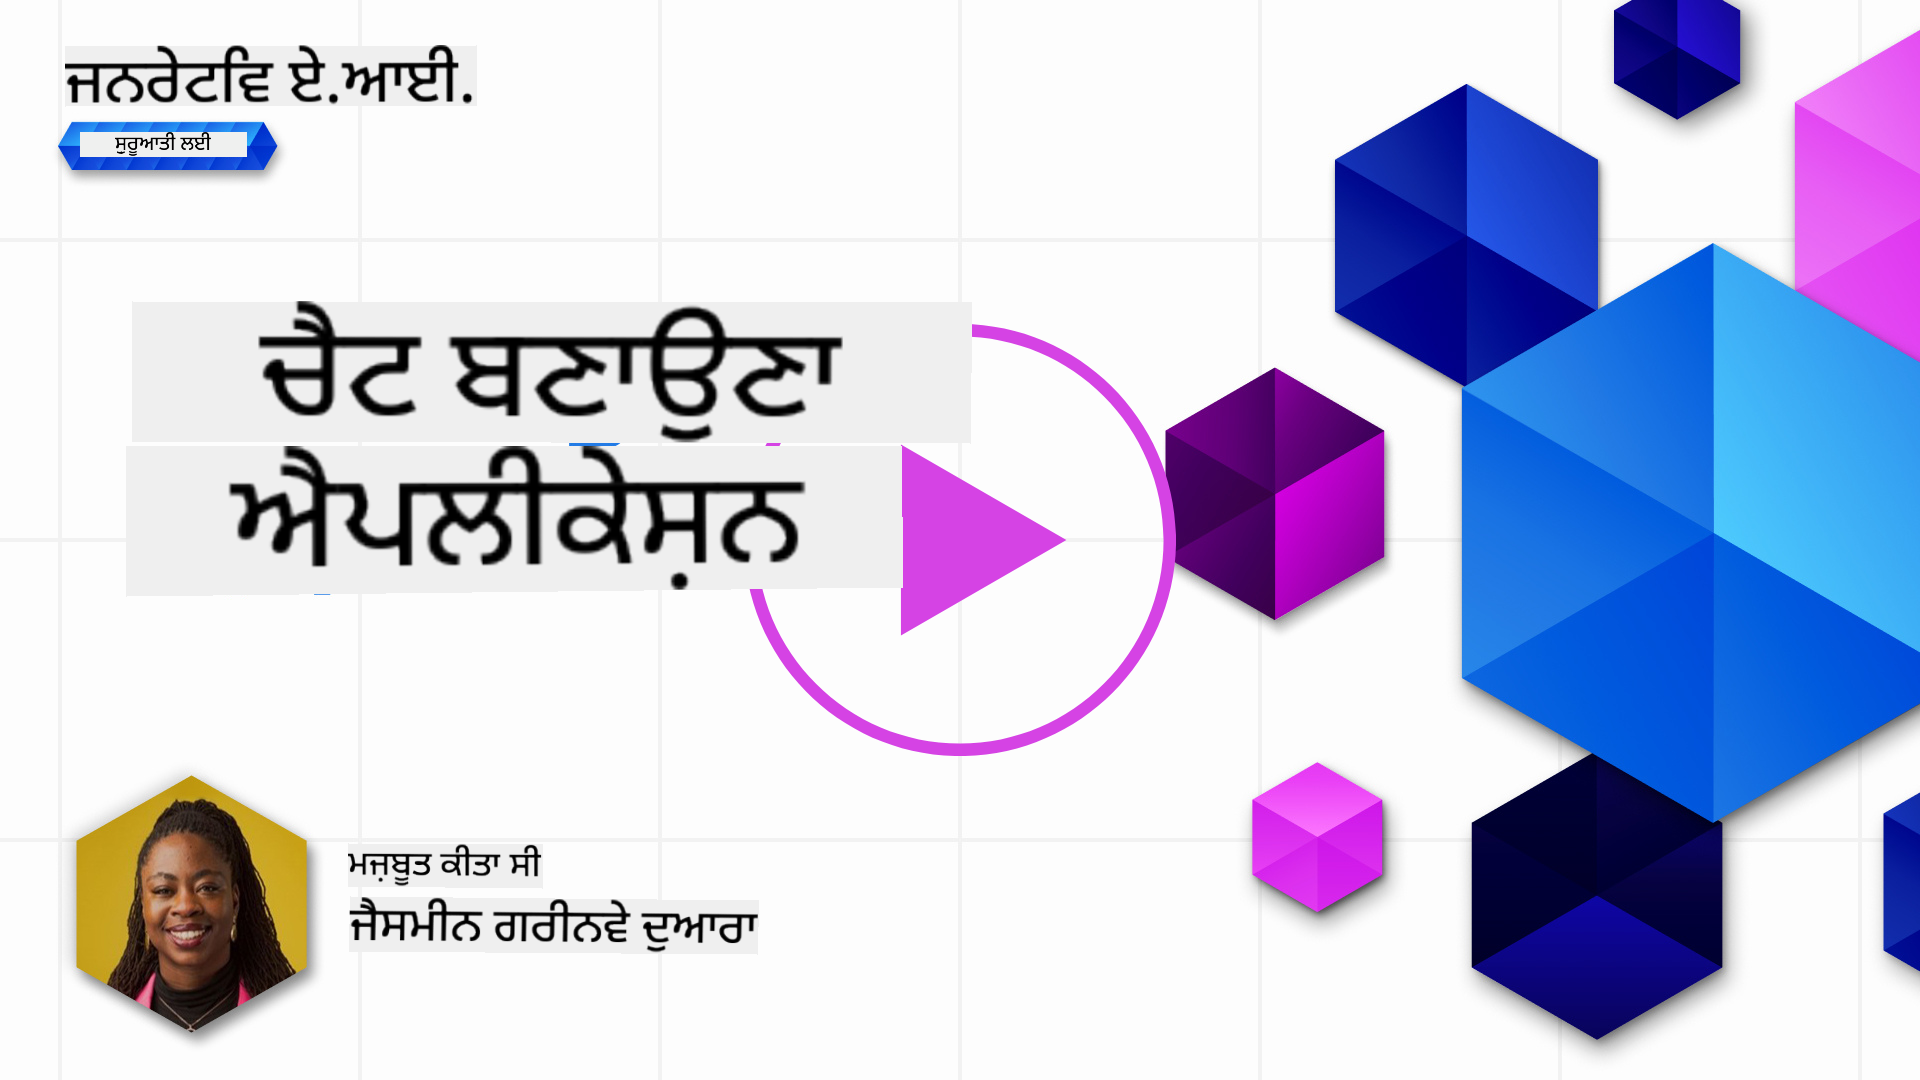 ਜਨਰੇਟਵਿ ਏ.ਆਈ.
ਸੁਰੂਆਤੀ ਲਈ
ਚੈਟ ਬਣਾਉਣਾ
ਐਪਲੀਕੇਸ਼ਨ
ਮਜ਼ਬੂਤ ਕੀਤਾ ਸੀ
ਜੈਸਮੀਨ ਗਰੀਨਵੇ ਦੁਆਰਾ